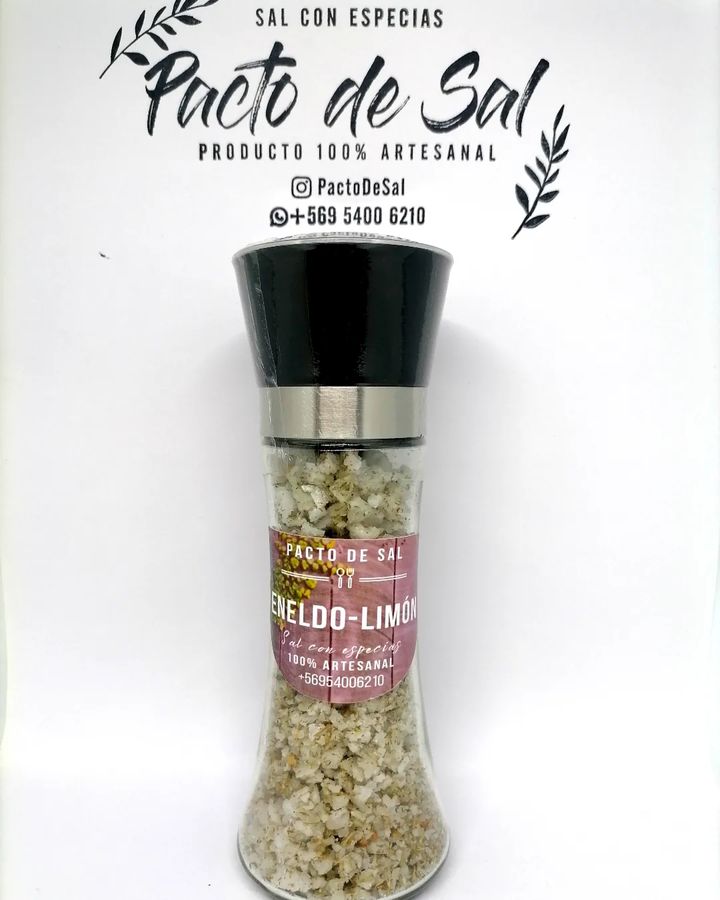 SAL CON ESPECIAS
Pacto de Sal
PRODUCTO 100% ARTESANAL
PactoDeSal
+569 5400 6210
PACTO DE SAL
ENELDO-LIMÓN
Sal con especias
100% ARTESANAL
+56954006210